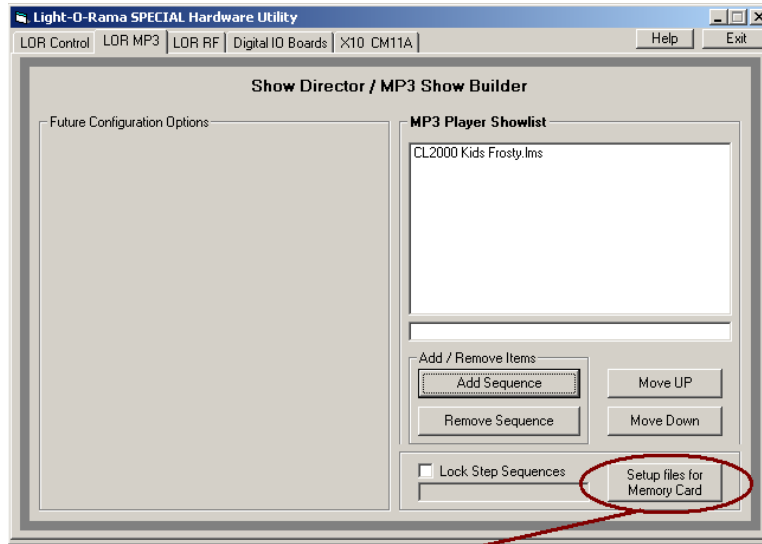 Light-O-Rama SPECIAL Hardware Utility
LOR Control LOR MP3 LOR RF Digital IO Boards X10 CM11A Help Exit
Show Director / MP3 Show Builder
Future Configuration Options
MP3 Player Showlist
CL2000 Kids Frosty.lms
Add / Remove Items
Add Sequence
Move UP
Remove Sequence
Move Down
Lock Step Sequences
Setup files for
Memory Card